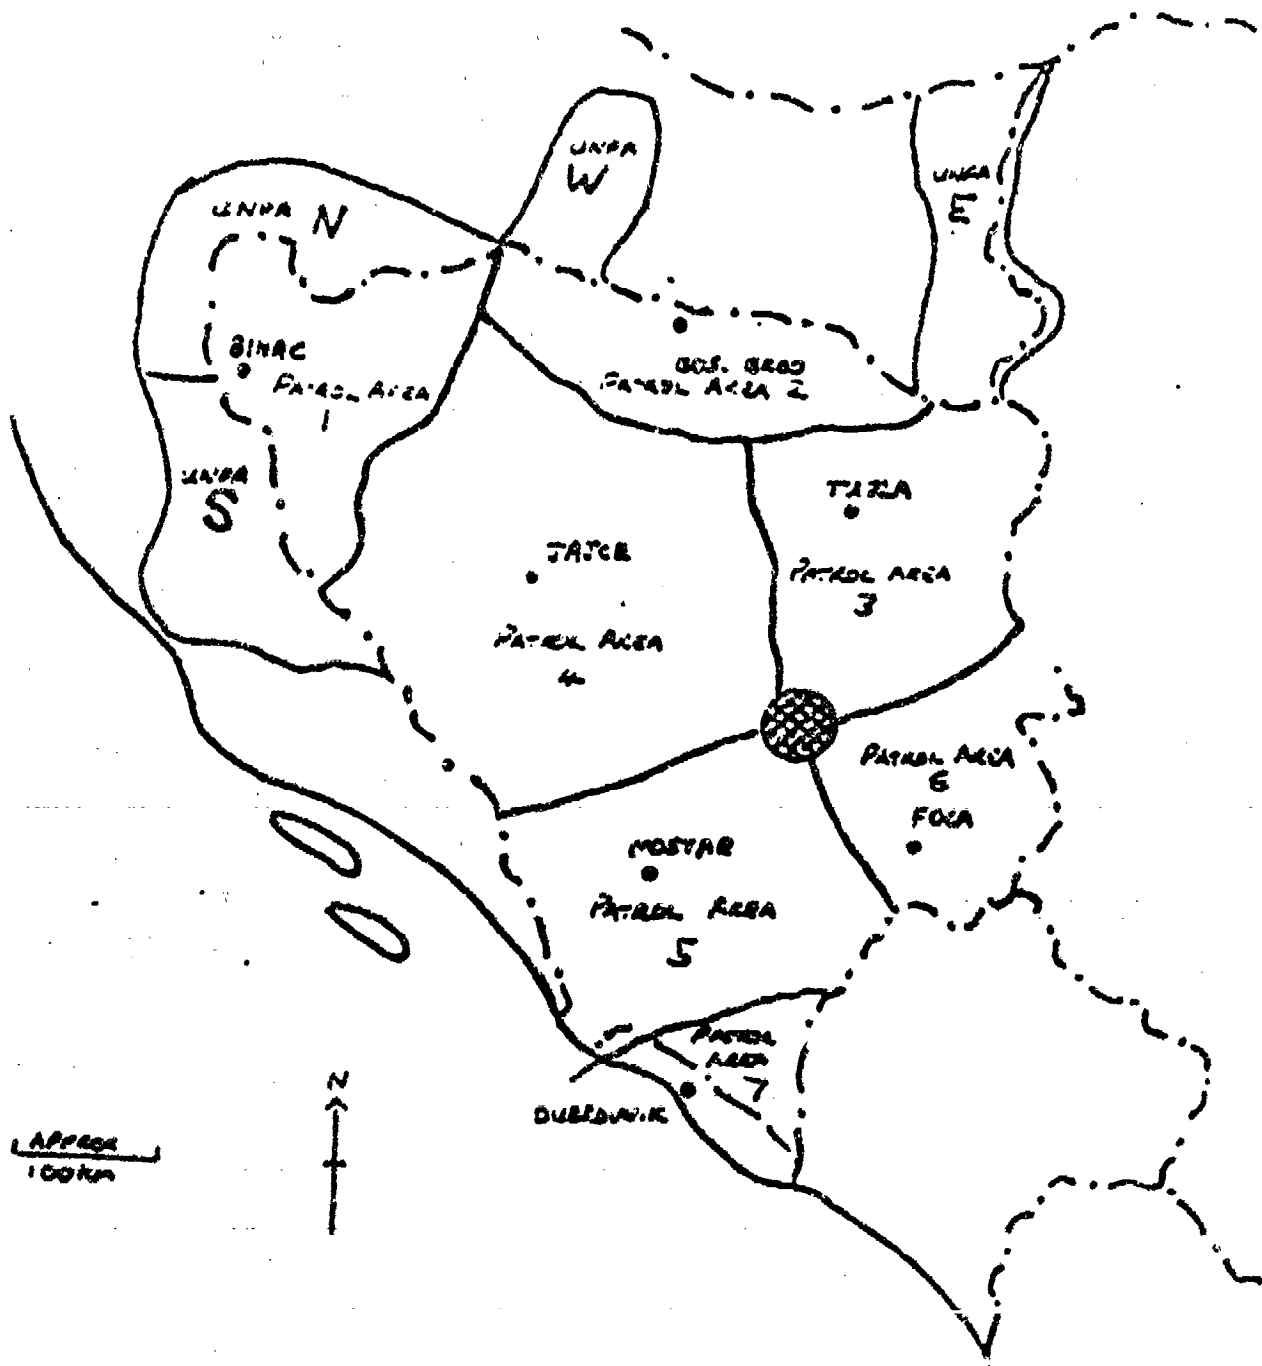 UNPA
W
UNPA
E
UNPA N
BIHAC
PATROL AREA
1
BOS. BROD
PATROL AREA 2
UNPA
S
TUZLA
PATROL AREA
3
JAJCE
PATROL AREA
4
PATROL AREA
6
FOCA
MOSTAR
PATROL AREA
5
PATROL
AREA
7
DUBROVNIK
N
APPROX
100KM